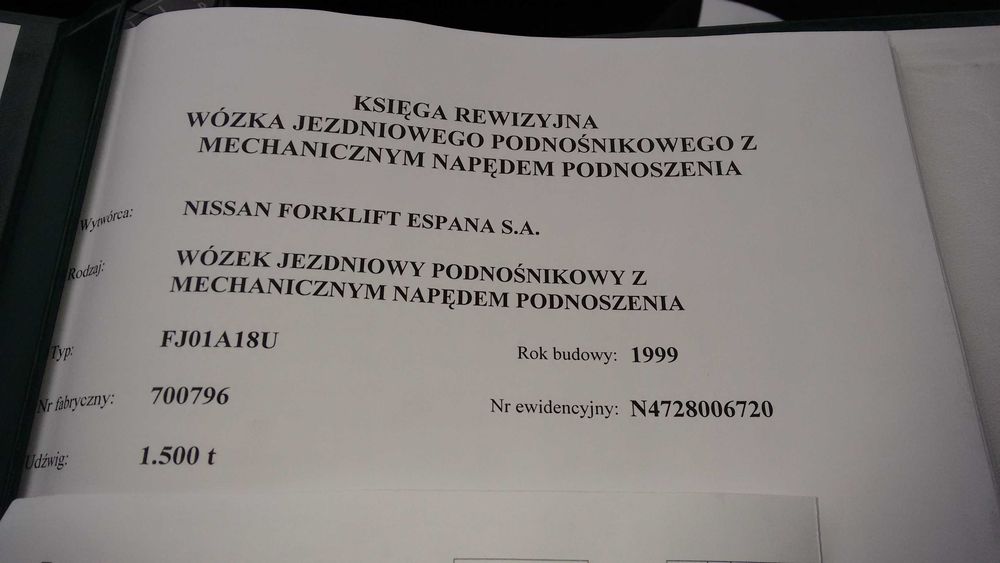 KSIĘGA REWIZYJNA
WÓZKA JEZDNIOWEGO PODNOŚNIKOWEGO Z
MECHANICZNYM NAPĘDEM PODNOSZENIA
Wytwórca: NISSAN FORKLIFT ESPANA S.A.
Rodzaj: WÓZEK JEZDNIOWY PODNOŚNIKOWY Z
MECHANICZNYM NAPĘDEM PODNOSZENIA
Typ: FJ01A18U Rok budowy: 1999
Nr fabryczny: 700796 Nr ewidencyjny: N4728006720
Udźwig: 1.500 t